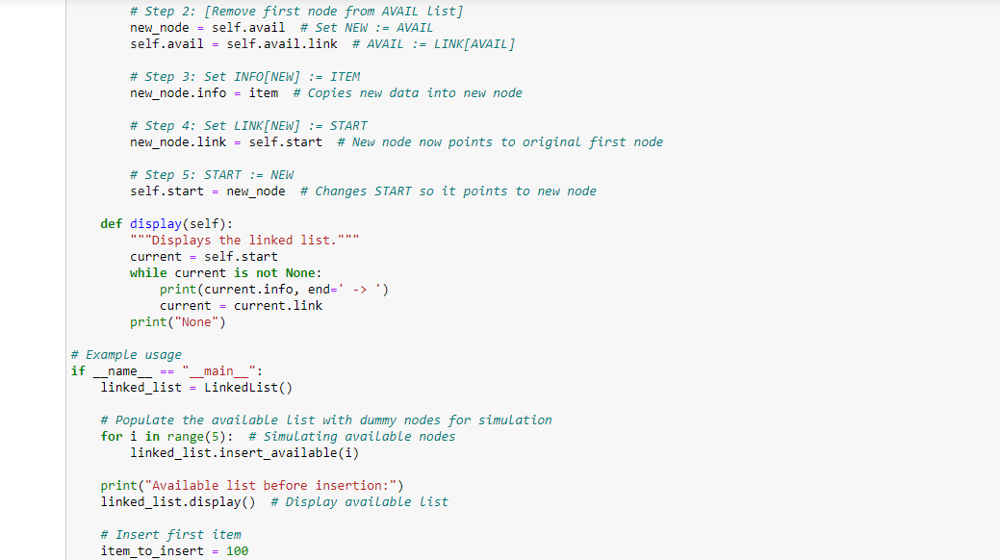 # Step 2: [Remove first node from AVAIL list]
new_node = self.avail  # Set NEW := AVAIL
self.avail = self.avail.link  # AVAIL := LINK[AVAIL]
# Step 3: Set INFO[NEW] := ITEM
new_node.info = item  # Copies new data into new node
# Step 4: Set LINK[NEW] := START
new_node.link = self.start  # New node now points to original first node
# Step 5: START := NEW
self.start = new_node  # Changes START so it points to new node
def display(self):
"""Displays the linked list."""
current = self.start
while current is not None:
print(current.info, end=' -> ')
current = current.link
print("None")
# Example usage
if __name__ == "__main__":
linked_list = LinkedList()
# Populate the available list with dummy nodes for simulation
for i in range(5):  # Simulating available nodes
linked_list.insert_available(i)
print("Available list before insertion:")
linked_list.display()  # Display available list
# Insert first item
item_to_insert = 100